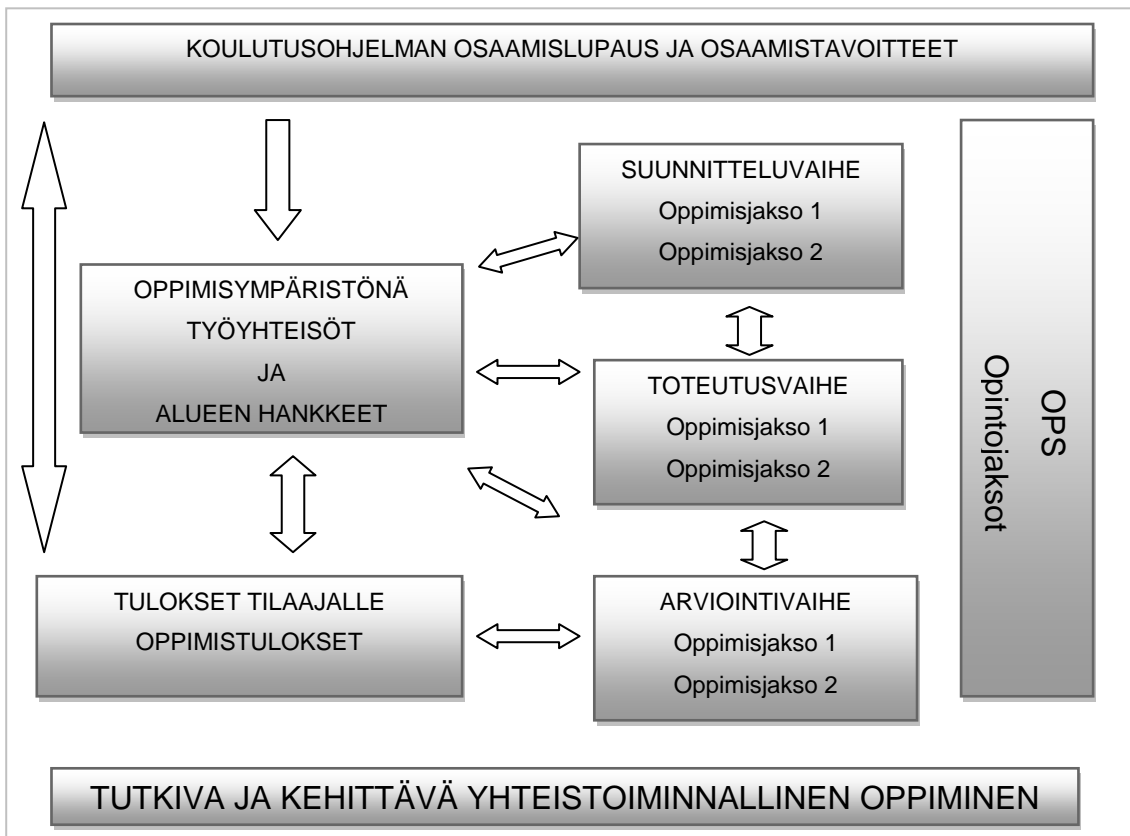 KOULUTUSOHJELMAN OSAAMISLUPAUS JA OSAAMISTAVOITTEET
SUUNNITTELUVAIHE
Oppimisjakso 1
Oppimisjakso 2
OPPIMISYMPÄRISTÖNÄ
TYÖYHTEISÖT
JA
ALUEEN HANKKEET
TOTEUTUSVAIHE
Oppimisjakso 1
Oppimisjakso 2
TULOKSET TILAAJALLE
OPPIMISTULOKSET
ARVIOINTIVAIHE
Oppimisjakso 1
Oppimisjakso 2
OPS
Opintojaksot
TUTKIVA JA KEHITTÄVÄ YHTEISTOIMINNALLINEN OPPIMINEN